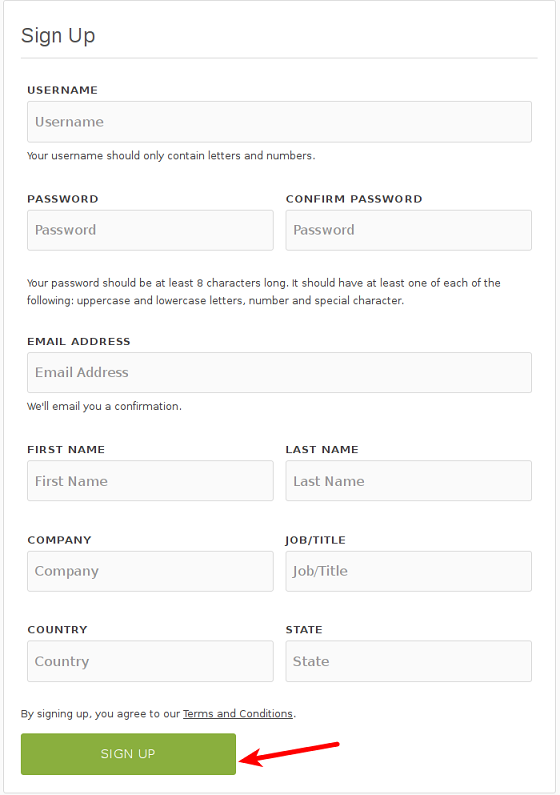 Sign Up
USERNAME
Username
Your username should only contain letters and numbers.
PASSWORD CONFIRM PASSWORD
Password Password
Your password should be at least 8 characters long. It should have at least one of each of the
following: uppercase and lowercase letters, number and special character.
EMAIL ADDRESS
Email Address
We'll email you a confirmation.
FIRST NAME LAST NAME
First Name Last Name
COMPANY JOB/TITLE
Company Job/Title
COUNTRY STATE
Country State
By signing up, you agree to our Terms and Conditions.
SIGN UP